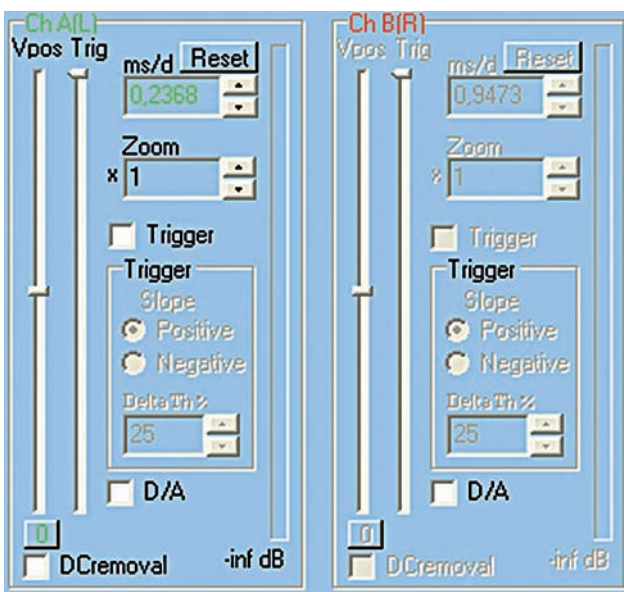 Ch A(L)
Vpos Trig
ms/d Reset
0,2368
Zoom
x 1
Trigger
Trigger
Slope
Positive
Negative
Delta Th %
25
D/A
0
DCremoval -inf dB
Ch B(R)
Vpos Trig
ms/d Reset
0,9473
Zoom
x 1
Trigger
Trigger
Slope
Positive
Negative
Delta Th %
25
D/A
0
DCremoval -inf dB